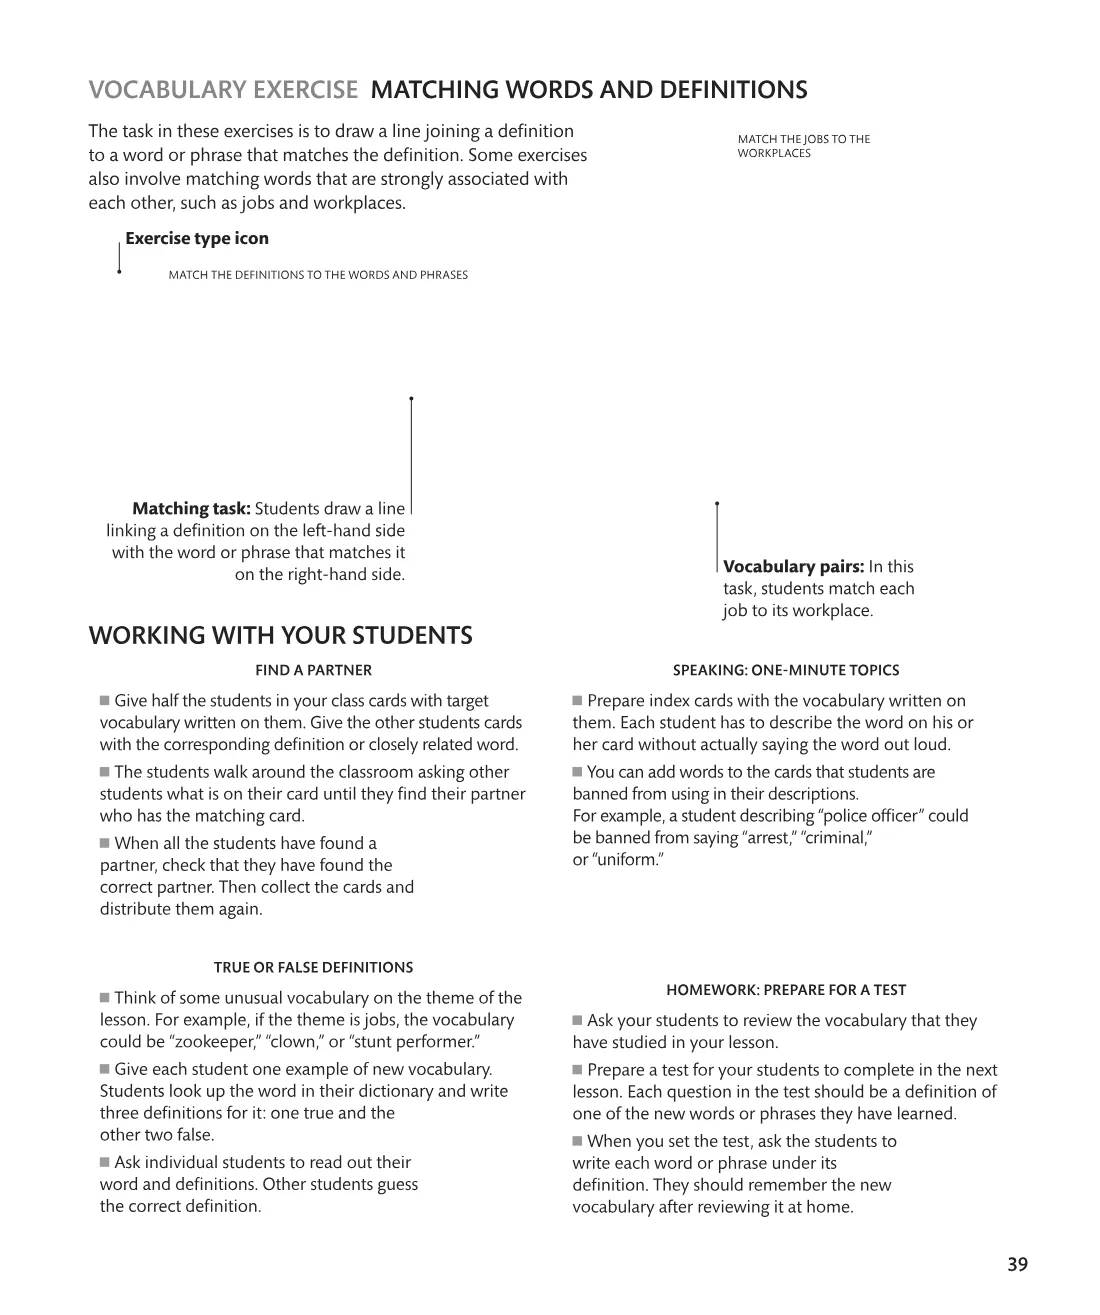 VOCABULARY EXERCISE MATCHING WORDS AND DEFINITIONS
The task in these exercises is to draw a line joining a definition
to a word or phrase that matches the definition. Some exercises
also involve matching words that are strongly associated with
each other, such as jobs and workplaces.
MATCH THE JOBS TO THE
WORKPLACES
Exercise type icon
MATCH THE DEFINITIONS TO THE WORDS AND PHRASES
Matching task: Students draw a line
linking a definition on the left-hand side
with the word or phrase that matches it
on the right-hand side.
Vocabulary pairs: In this
task, students match each
job to its workplace.
WORKING WITH YOUR STUDENTS
FIND A PARTNER
■ Give half the students in your class cards with target
vocabulary written on them. Give the other students cards
with the corresponding definition or closely related word.
■ The students walk around the classroom asking other
students what is on their card until they find their partner
who has the matching card.
■ When all the students have found a
partner, check that they have found the
correct partner. Then collect the cards and
distribute them again.
SPEAKING: ONE-MINUTE TOPICS
■ Prepare index cards with the vocabulary written on
them. Each student has to describe the word on his or
her card without actually saying the word out loud.
■ You can add words to the cards that students are
banned from using in their descriptions.
For example, a student describing “police officer” could
be banned from saying “arrest,” “criminal,”
or “uniform.”
TRUE OR FALSE DEFINITIONS
■ Think of some unusual vocabulary on the theme of the
lesson. For example, if the theme is jobs, the vocabulary
could be “zookeeper,” “clown,” or “stunt performer.”
■ Give each student one example of new vocabulary.
Students look up the word in their dictionary and write
three definitions for it: one true and the
other two false.
■ Ask individual students to read out their
word and definitions. Other students guess
the correct definition.
HOMEWORK: PREPARE FOR A TEST
■ Ask your students to review the vocabulary that they
have studied in your lesson.
■ Prepare a test for your students to complete in the next
lesson. Each question in the test should be a definition of
one of the new words or phrases they have learned.
■ When you set the test, ask the students to
write each word or phrase under its
definition. They should remember the new
vocabulary after reviewing it at home.
39